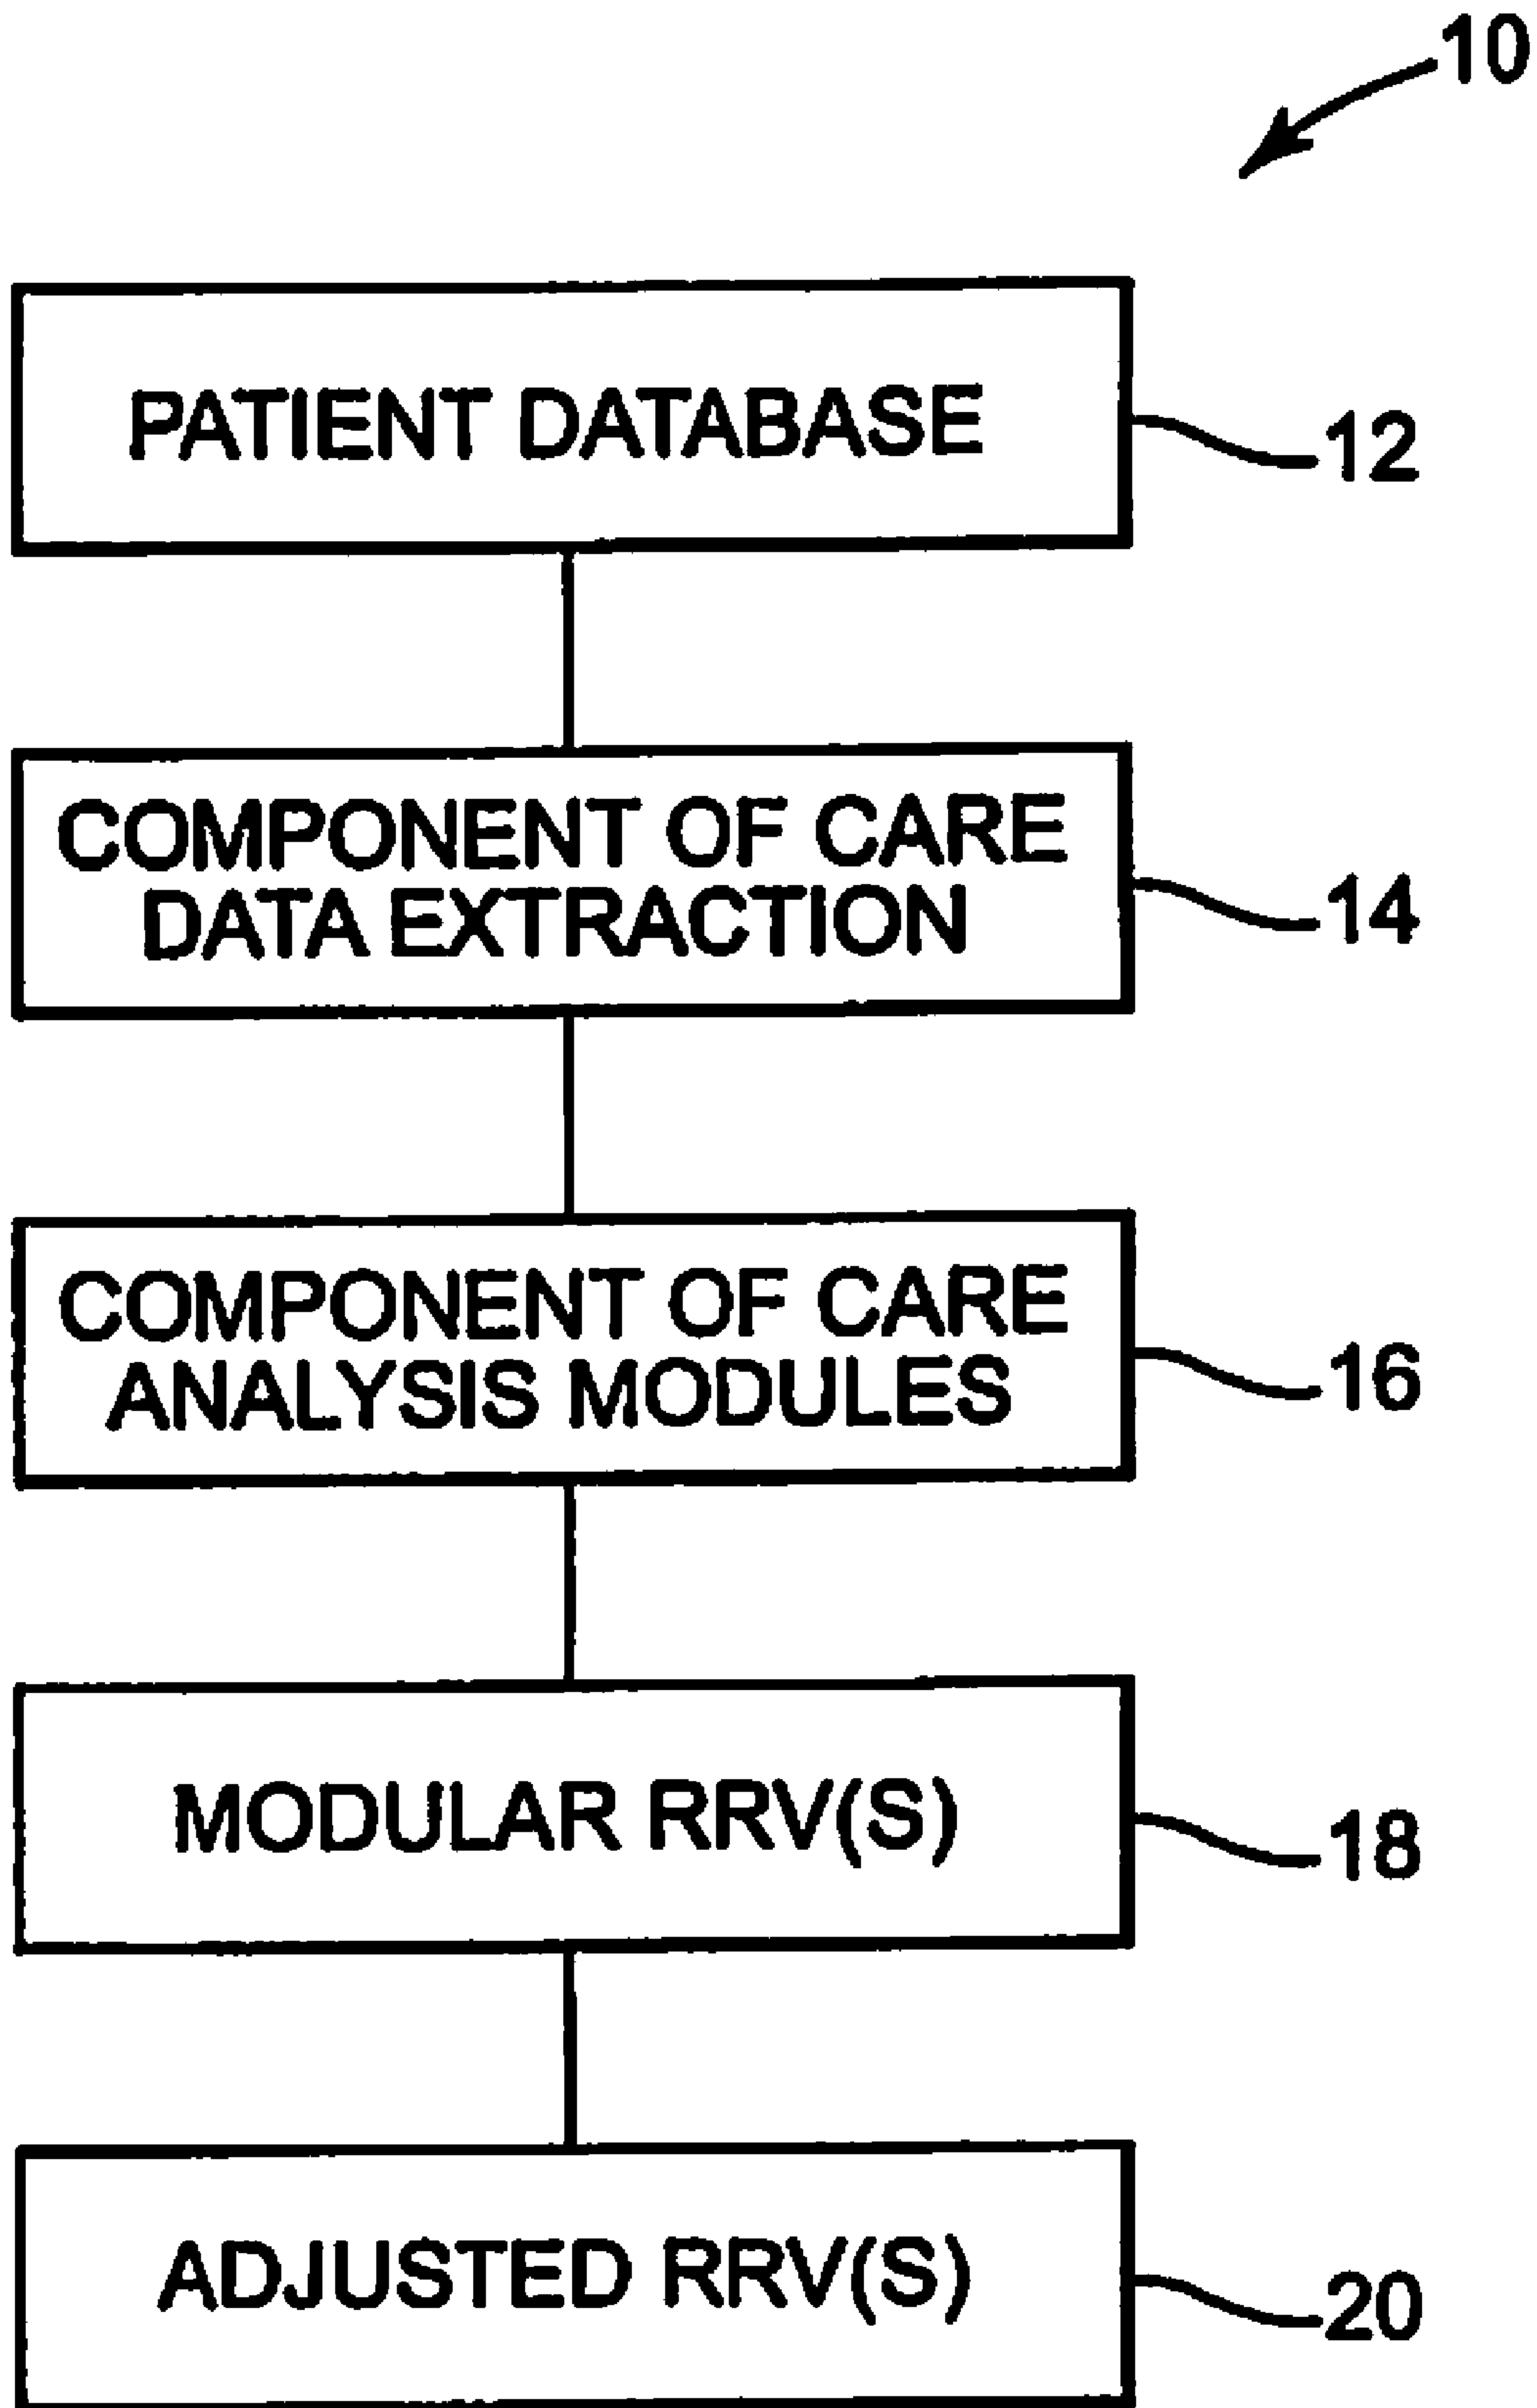 10
PATIENT DATABASE
12
COMPONENT OF CARE
DATA EXTRACTION
14
COMPONENT OF CARE
ANALYSIS MODULES
16
MODULAR RRV(S)
18
ADJUSTED RRV(S)
20